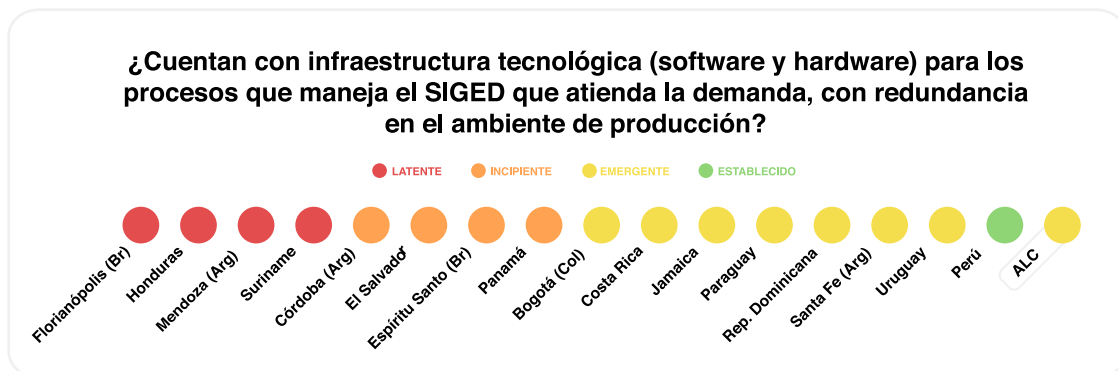 ¿Cuentan con infraestructura tecnológica (software y hardware) para los
procesos que maneja el SIGED que atienda la demanda, con redundancia
en el ambiente de producción?
LATENTE
INCIPIENTE
EMERGENTE
ESTABLECIDO
Florianópolis (Br)
Honduras
Mendoza (Arg)
Suriname
Córdoba (Arg)
El Salvador
Espíritu Santo (Br)
Panamá
Bogotá (Col)
Costa Rica
Jamaica
Paraguay
Rep. Dominicana
Santa Fe (Arg)
Uruguay
Perú
ALC